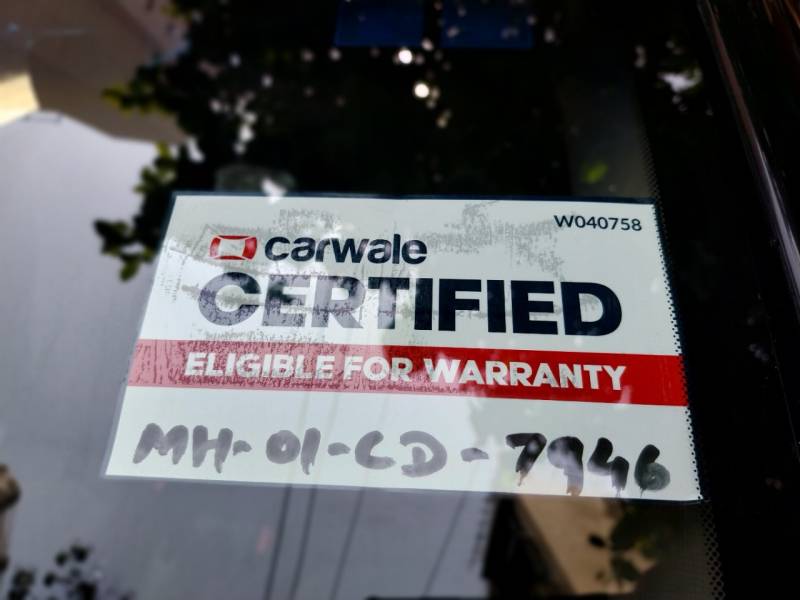 W040758
carwale
CERTIFIED
ELIGIBLE FOR WARRANTY
MH-01-CD-7946